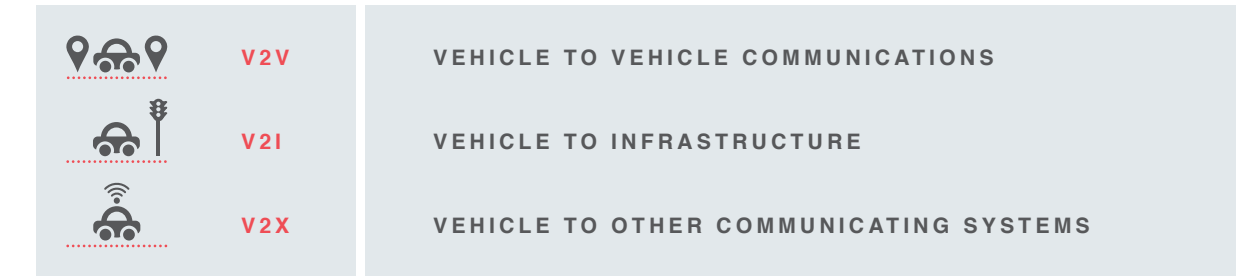 V2V VEHICLE TO VEHICLE COMMUNICATIONS
V2I VEHICLE TO INFRASTRUCTURE
V2X VEHICLE TO OTHER COMMUNICATING SYSTEMS